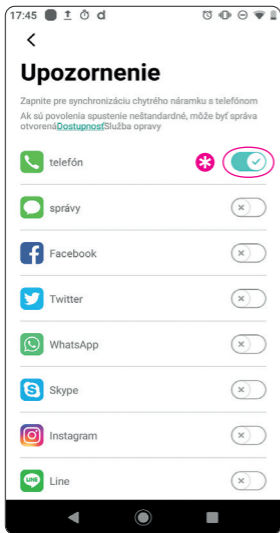 17:45
Upozornenie
Zapnite pre synchronizáciu chytrého náramku s telefónom
Ak sú povolenia spustenie neštandardné, môže byť správa
otvorenáDostupnosťSlužba opravy
telefón
správy
Facebook
Twitter
WhatsApp
Skype
Instagram
LINE
Line